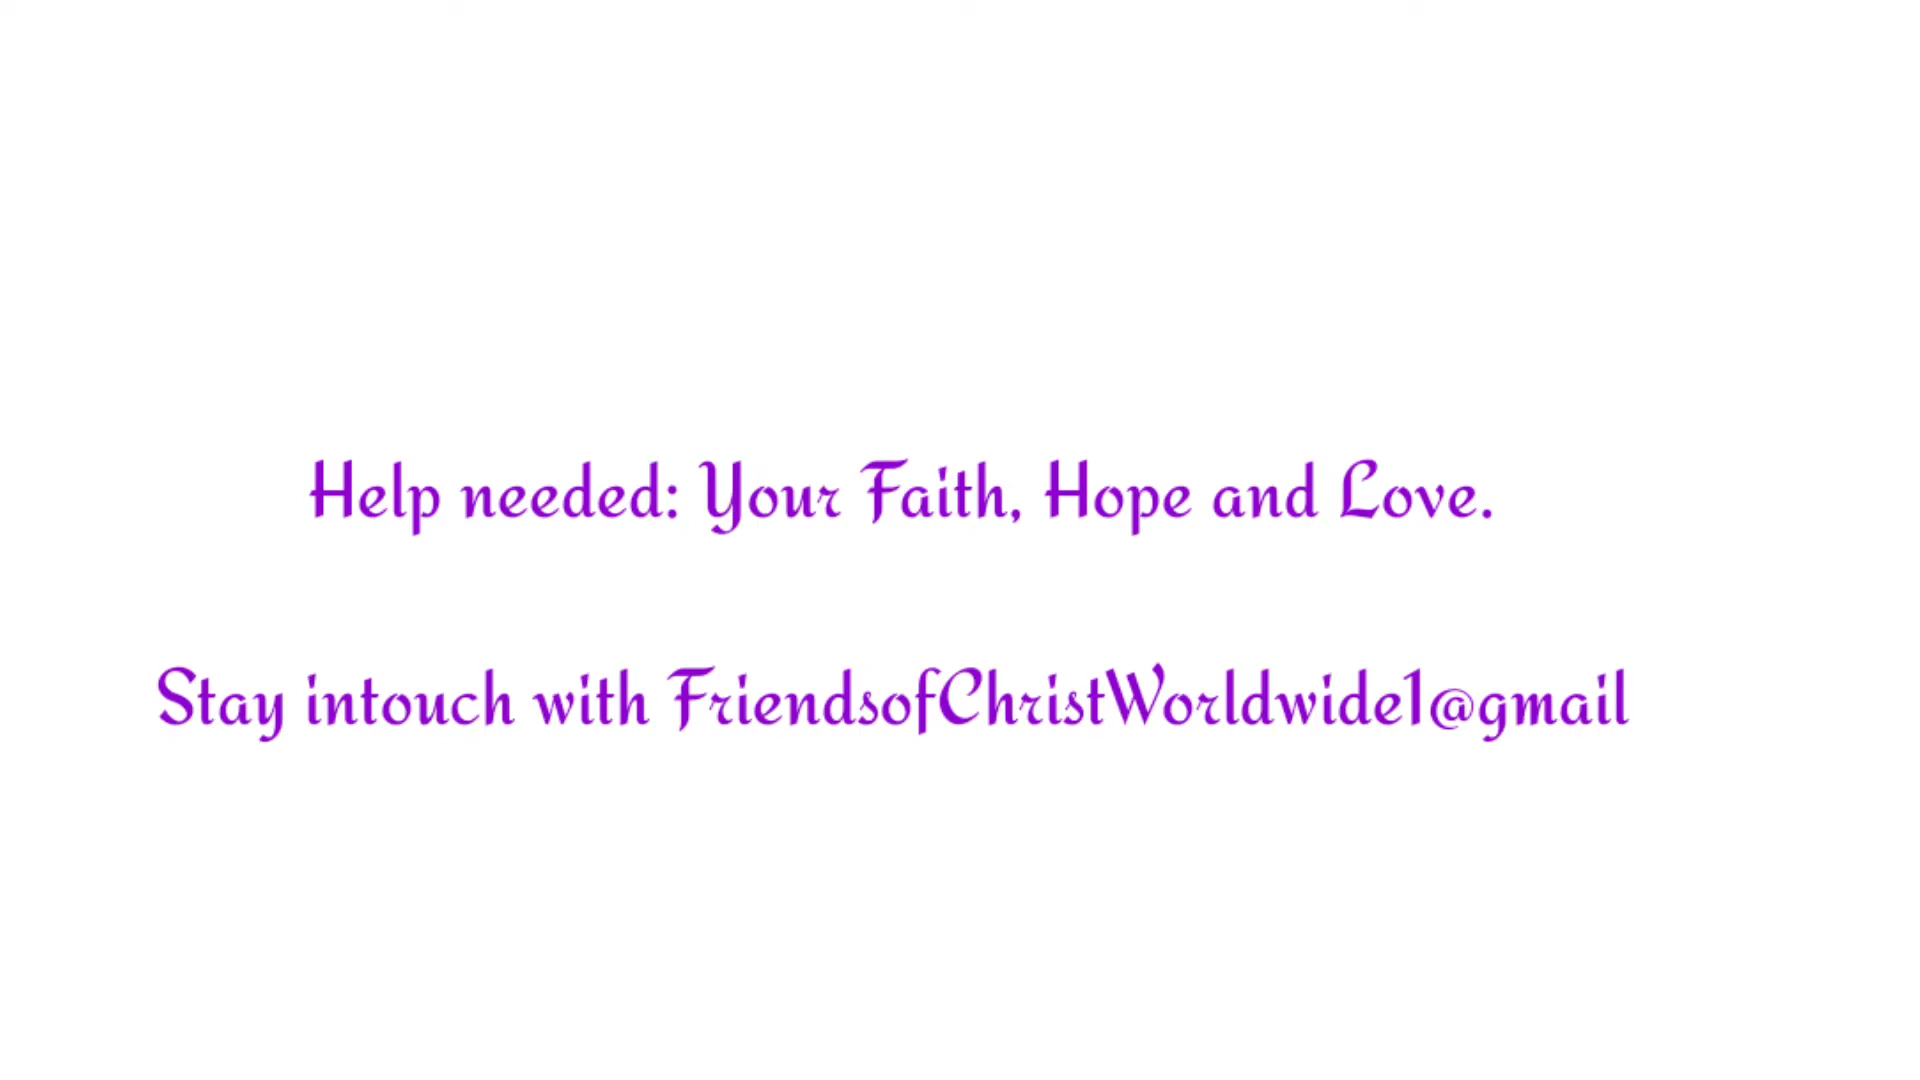 Help needed: Your Faith, Hope and Love.
Stay intouch with FriendsofChristWorldwide1@gmail